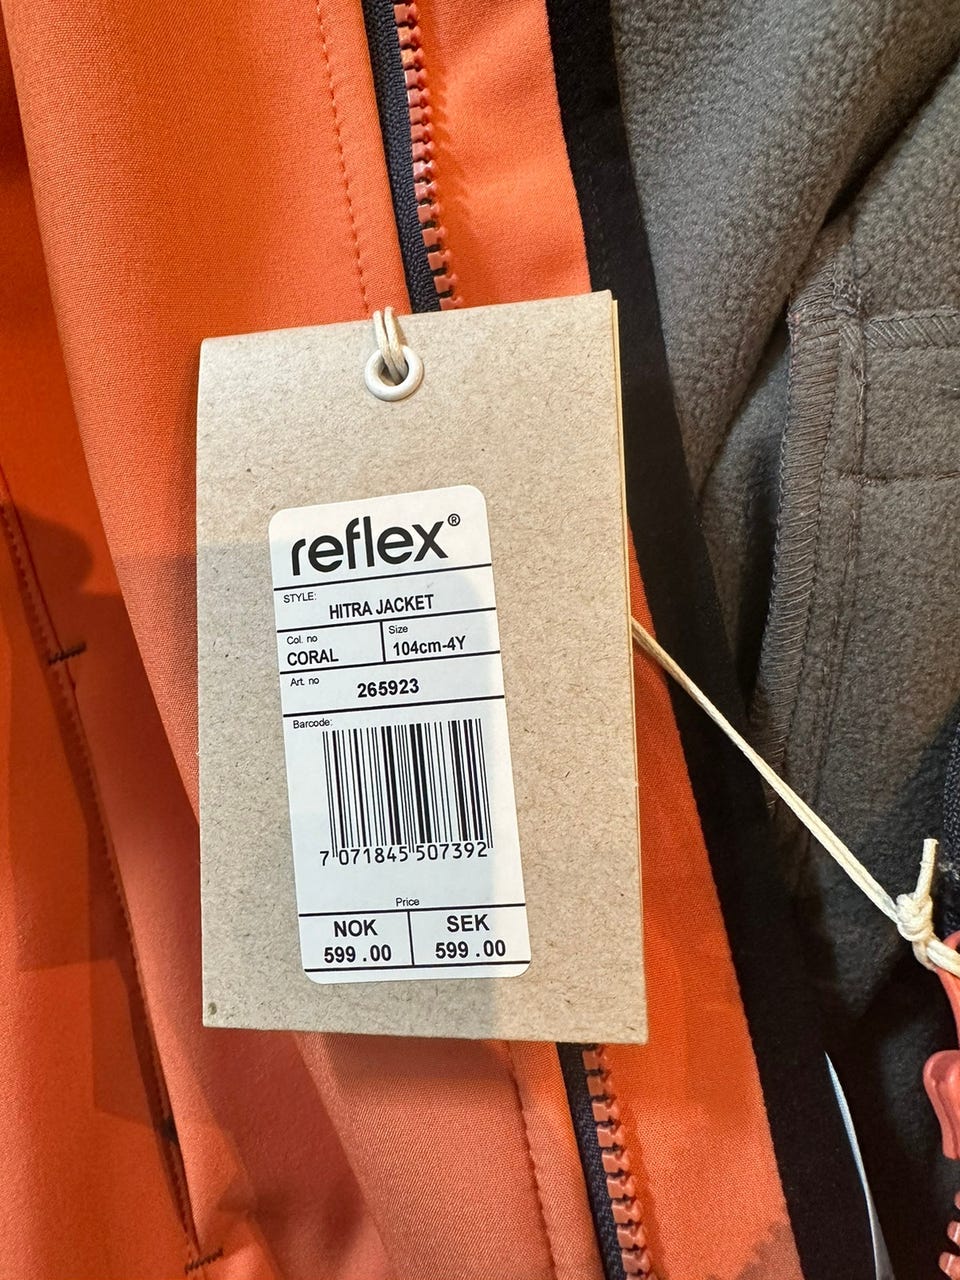 reflex®
STYLE:
HITRA JACKET
Col. no
CORAL
Size
104cm-4Y
Art. no
265923
Barcode:
7 071845 507392
Price
NOK
599 .00
SEK
599 .00